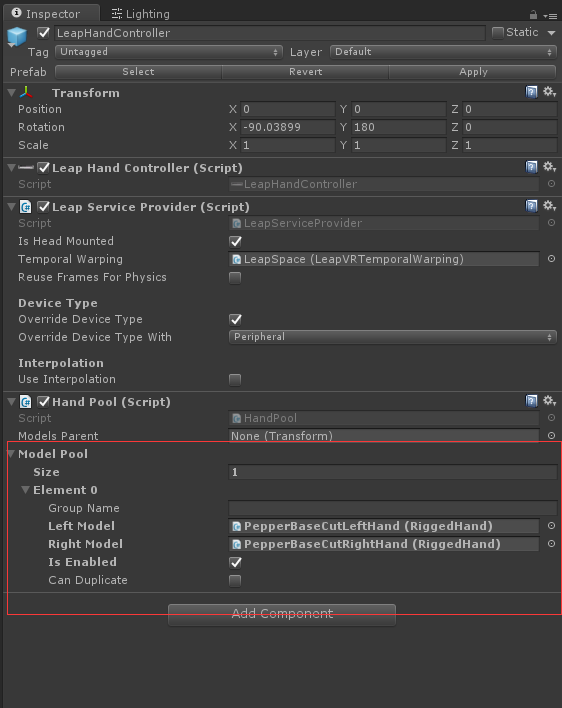 Inspector Lighting
LeapHandController Static
Tag Untagged Layer Default
Prefab Select Revert Apply
Transform
Position X 0 Y 0 Z 0
Rotation X -90.03899 Y 180 Z 0
Scale X 1 Y 1 Z 1
Leap Hand Controller (Script)
Script LeapHandController
Leap Service Provider (Script)
Script LeapServiceProvider
Is Head Mounted
Temporal Warping LeapSpace (LeapVRTemporalWarping)
Reuse Frames For Physics
Device Type
Override Device Type
Override Device Type With Peripheral
Interpolation
Use Interpolation
Hand Pool (Script)
Script HandPool
Models Parent None (Transform)
Model Pool
Size 1
Element 0
Group Name
Left Model PepperBaseCutLeftHand (RiggedHand)
Right Model PepperBaseCutRightHand (RiggedHand)
Is Enabled
Can Duplicate
Add Component